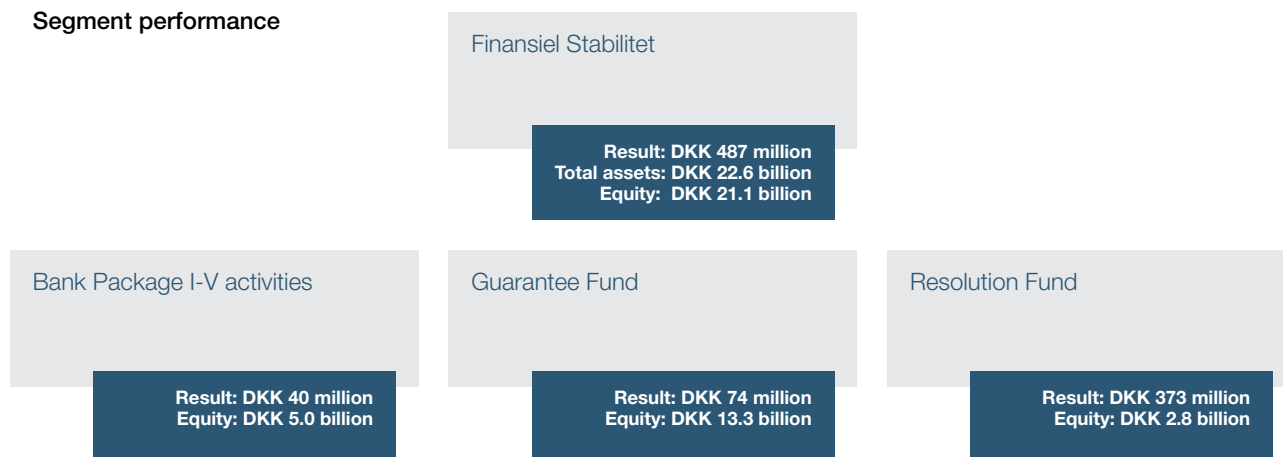 Segment performance
Finansiel Stabilitet
Result: DKK 487 million
Total assets: DKK 22.6 billion
Equity: DKK 21.1 billion
Bank Package I-V activities
Result: DKK 40 million
Equity: DKK 5.0 billion
Guarantee Fund
Result: DKK 74 million
Equity: DKK 13.3 billion
Resolution Fund
Result: DKK 373 million
Equity: DKK 2.8 billion